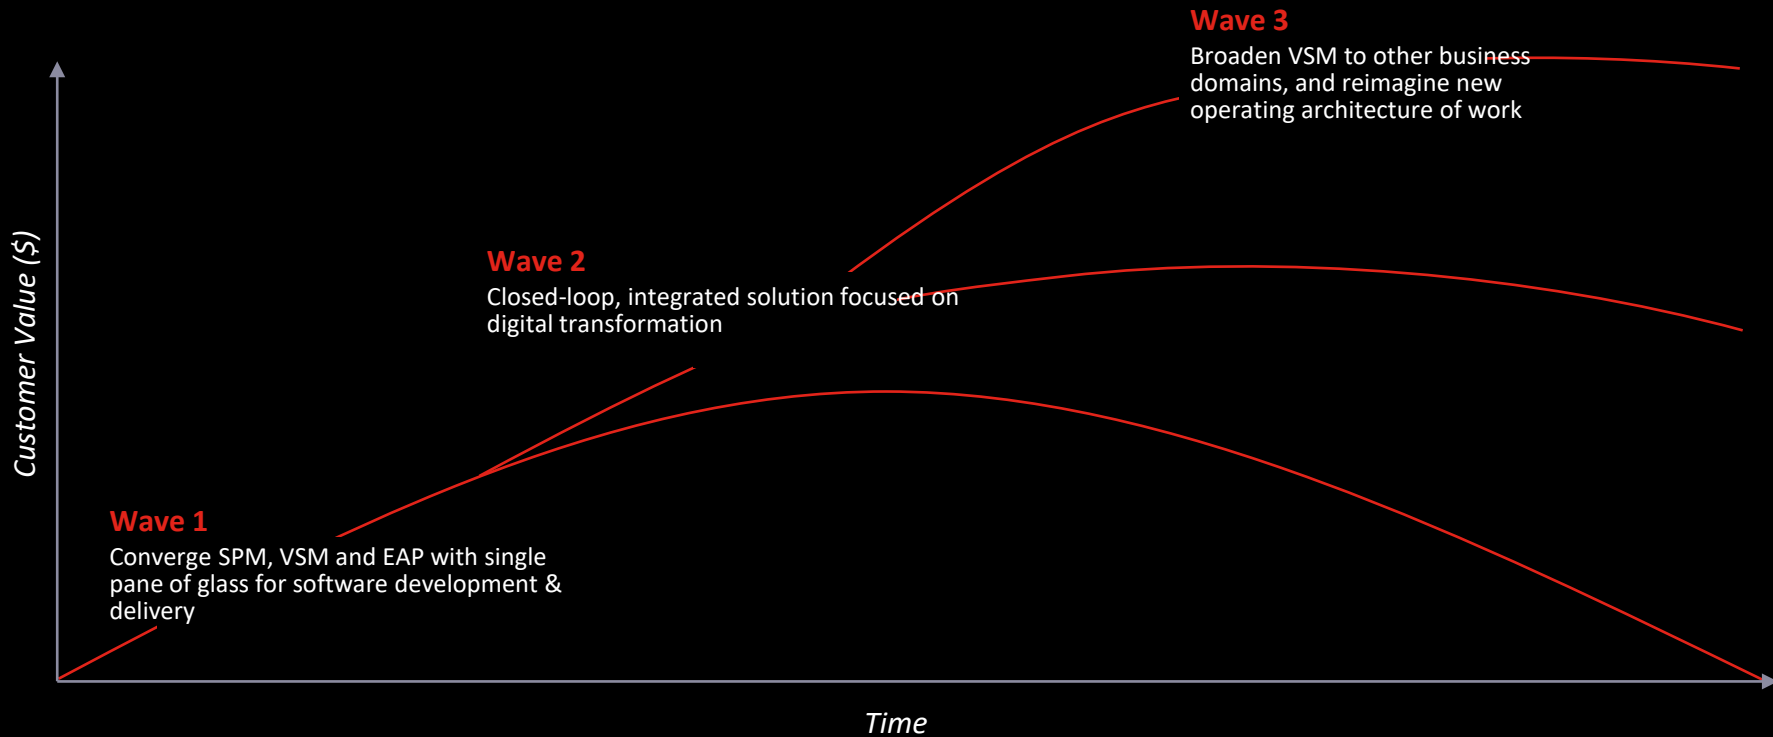 Wave 3
Broaden VSM to other business
domains, and reimagine new
operating architecture of work
Wave 2
Closed-loop, integrated solution focused on
digital transformation
Wave 1
Converge SPM, VSM and EAP with single
pane of glass for software development &
delivery
Customer Value ($)
Time